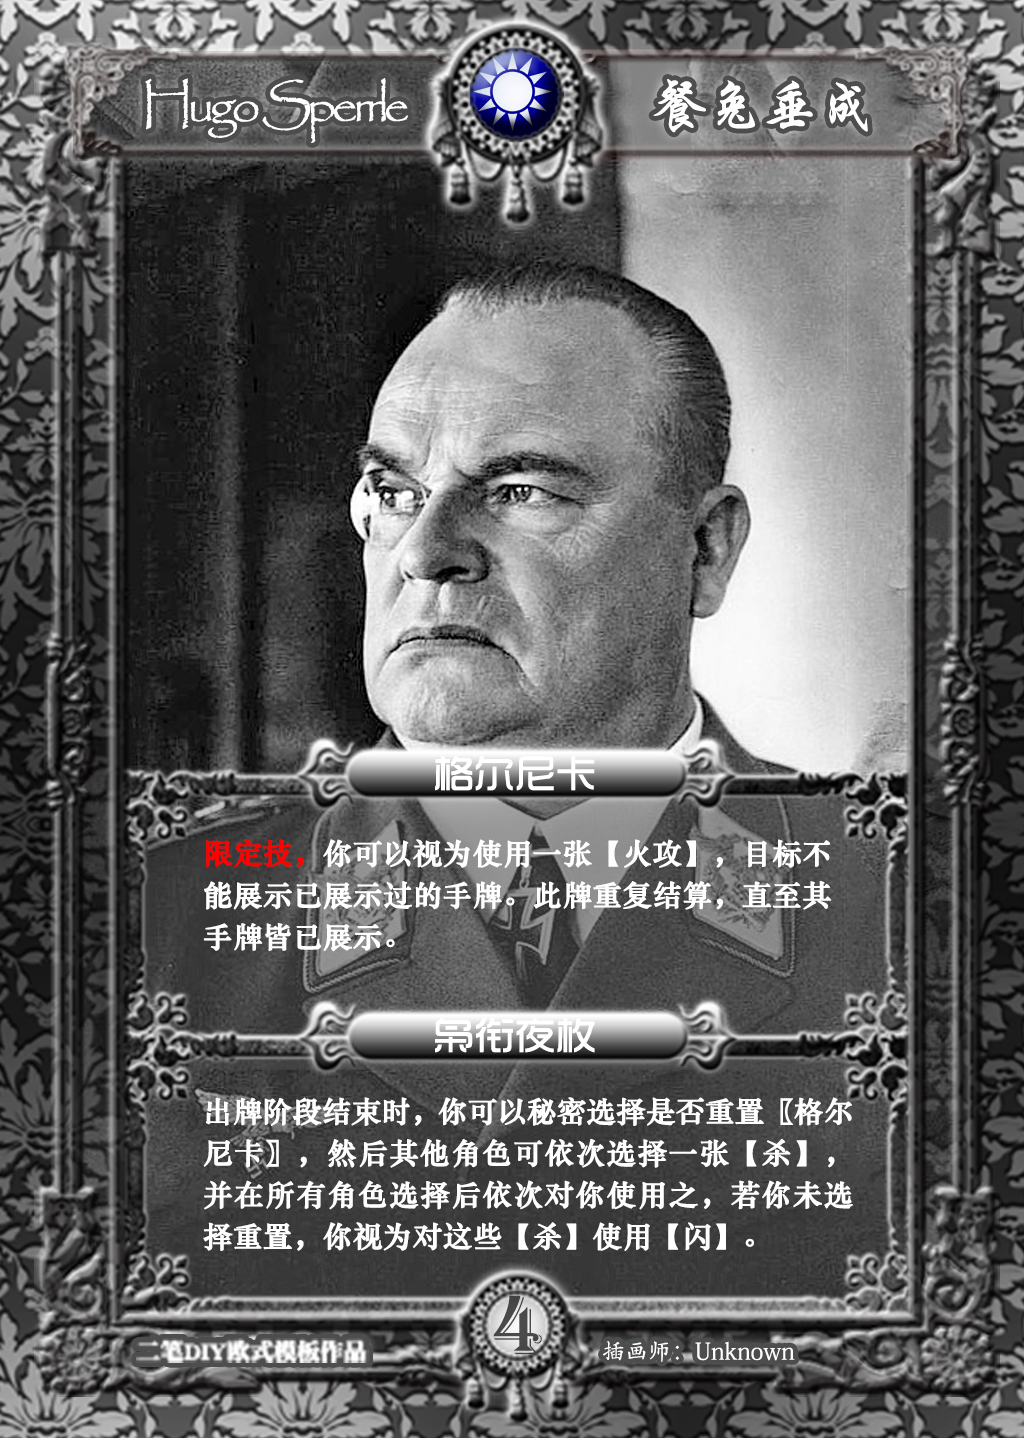 Hugo Sperrle
餐兔垂成
格尔尼卡
限定技，你可以视为使用一张【火攻】，目标不
能展示已展示过的手牌。此牌重复结算，直至其
手牌皆已展示。
枭衔夜枚
出牌阶段结束时，你可以秘密选择是否重置〖格尔
尼卡〗，然后其他角色可依次选择一张【杀】，
并在所有角色选择后依次对你使用之，若你未选
择重置，你视为对这些【杀】使用【闪】。
4
二笔DIY欧式模板作品
插画师：Unknown